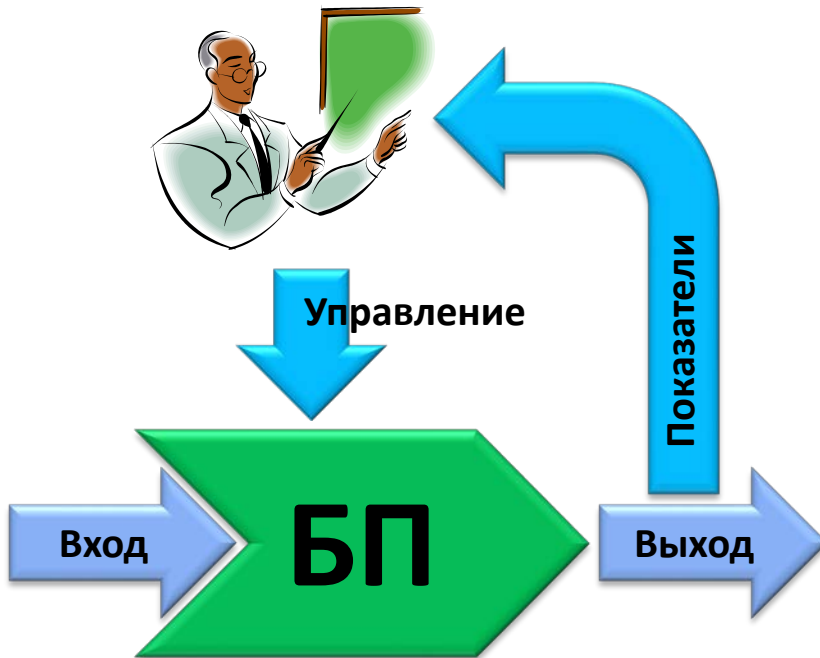 Управление
Показатели
Вход
БП
Выход